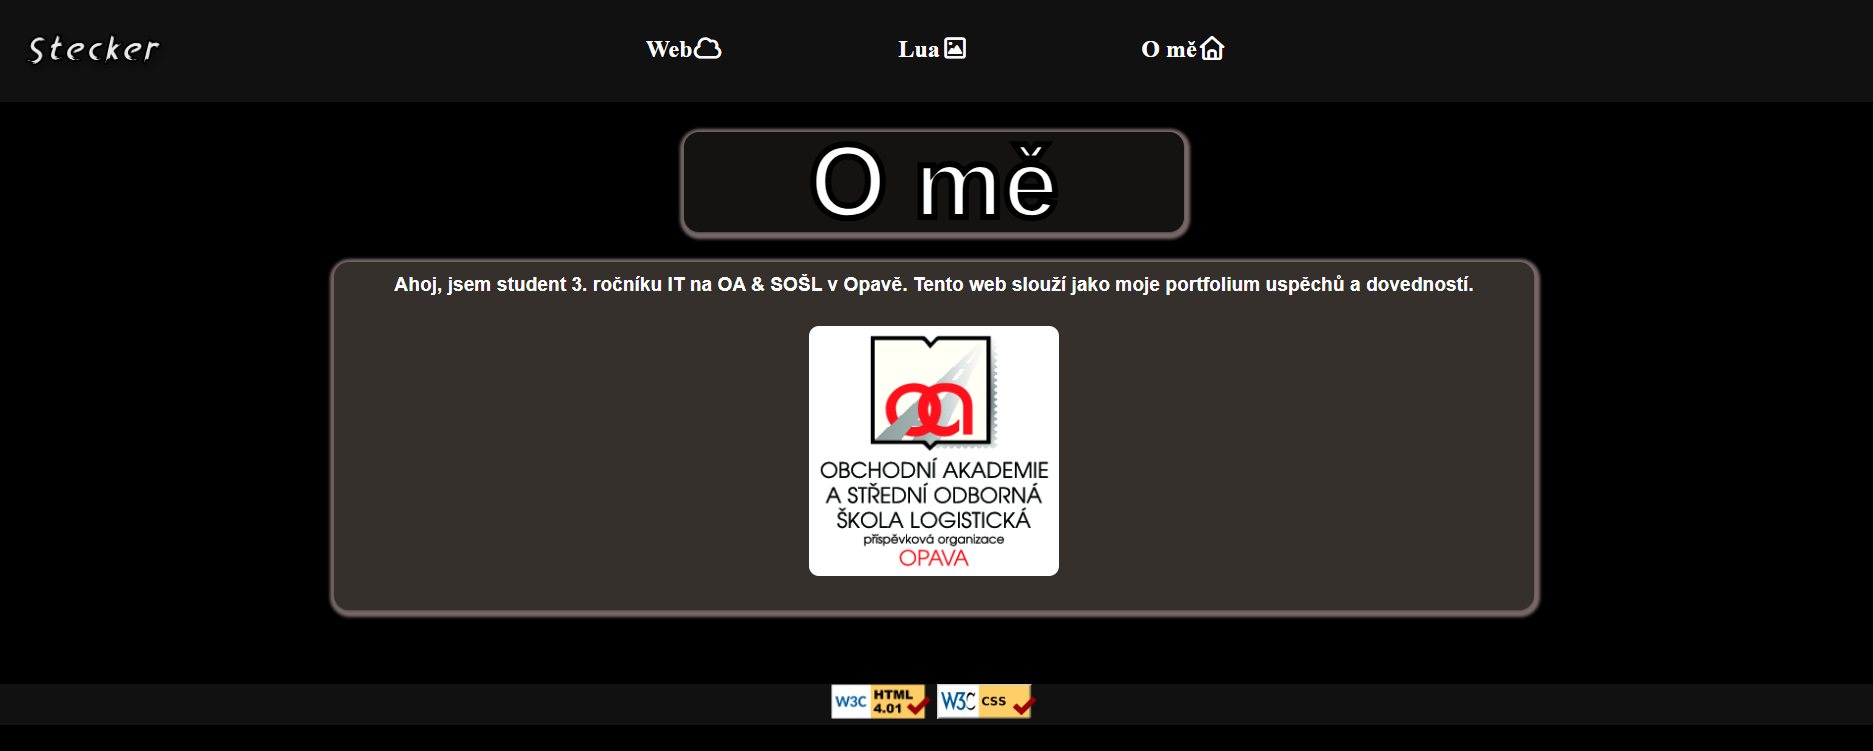 Stecker
Web
Lua
O mě
O mě
Ahoj, jsem student 3. ročníku IT na OA & SOŠL v Opavě. Tento web slouží jako moje portfolium uspěchů a dovedností.
oa
OBCHODNÍ AKADEMIE
A STŘEDNÍ ODBORNÁ
ŠKOLA LOGISTICKÁ
příspěvková organizace
OPAVA
W3C HTML 4.01
W3C CSS